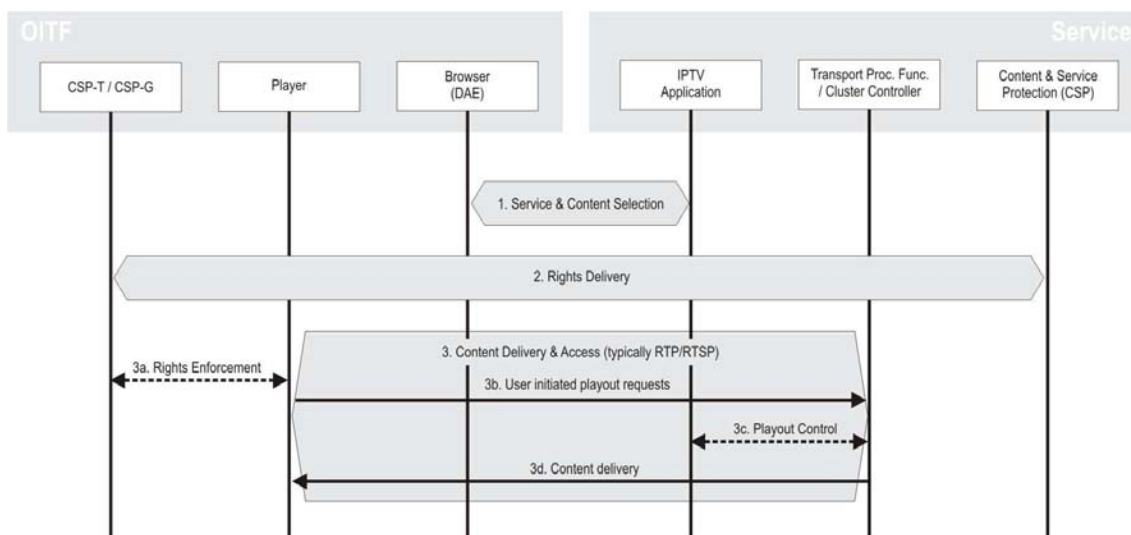 OITF
Service
CSP-T / CSP-G
Player
Browser
(DAE)
IPTV
Application
Transport Proc. Func.
/ Cluster Controller
Content & Service
Protection (CSP)
1. Service & Content Selection
2. Rights Delivery
3. Content Delivery & Access (typically RTP/RTSP)
3a. Rights Enforcement
3b. User initiated playout requests
3c. Playout Control
3d. Content delivery